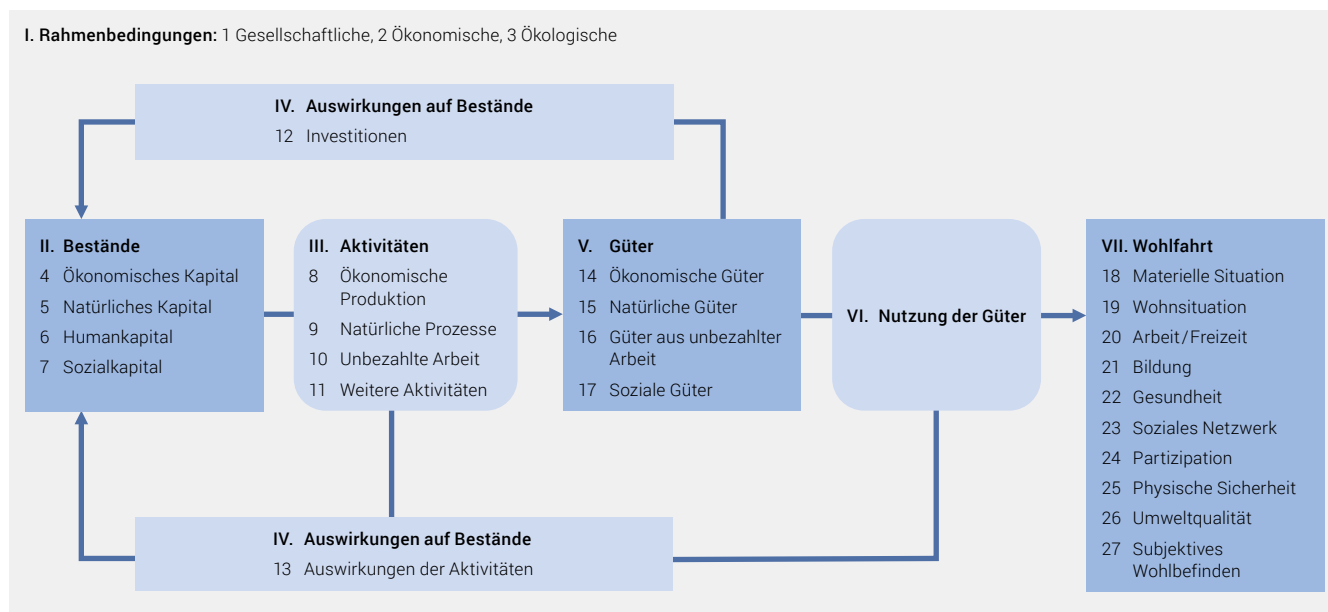 I. Rahmenbedingungen: 1 Gesellschaftliche, 2 Ökonomische, 3 Ökologische
IV. Auswirkungen auf Bestände
12 Investitionen
II. Bestände
4 Ökonomisches Kapital
5 Natürliches Kapital
6 Humankapital
7 Sozialkapital
III. Aktivitäten
8 Ökonomische
Produktion
9 Natürliche Prozesse
10 Unbezahlte Arbeit
11 Weitere Aktivitäten
V. Güter
14 Ökonomische Güter
15 Natürliche Güter
16 Güter aus unbezahlter
Arbeit
17 Soziale Güter
VI. Nutzung der Güter
VII. Wohlfahrt
18 Materielle Situation
19 Wohnsituation
20 Arbeit/Freizeit
21 Bildung
22 Gesundheit
23 Soziales Netzwerk
24 Partizipation
25 Physische Sicherheit
26 Umweltqualität
27 Subjektives
Wohlbefinden
IV. Auswirkungen auf Bestände
13 Auswirkungen der Aktivitäten